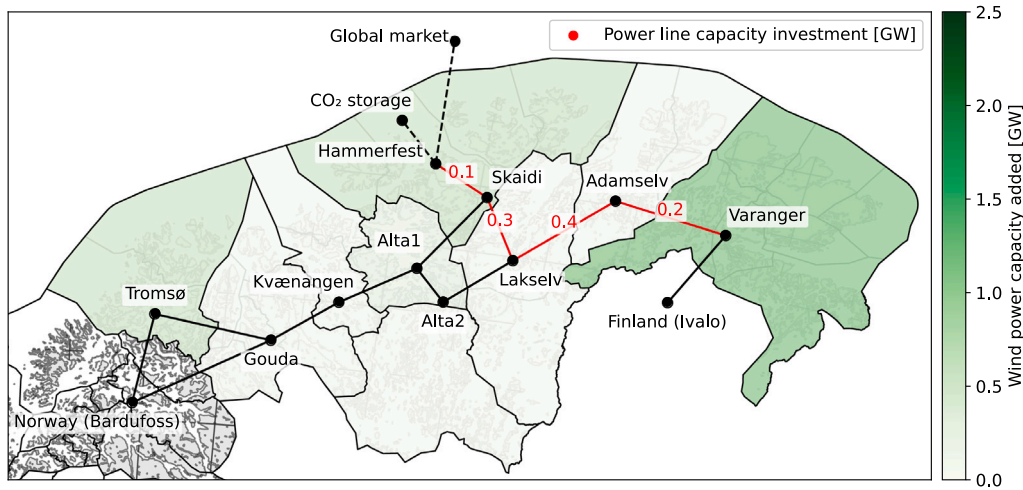 Global market
Power line capacity investment [GW]
CO₂ storage
Hammerfest
0.1
Skaidi
Adamselv
0.3
0.4
0.2
Varanger
Alta1
Lakselv
Kvænangen
Tromsø
Alta2
Finland (Ivalo)
Gouda
Norway (Bardufoss)
2.5
2.0
1.5
1.0
0.5
0.0
Wind power capacity added [GW]